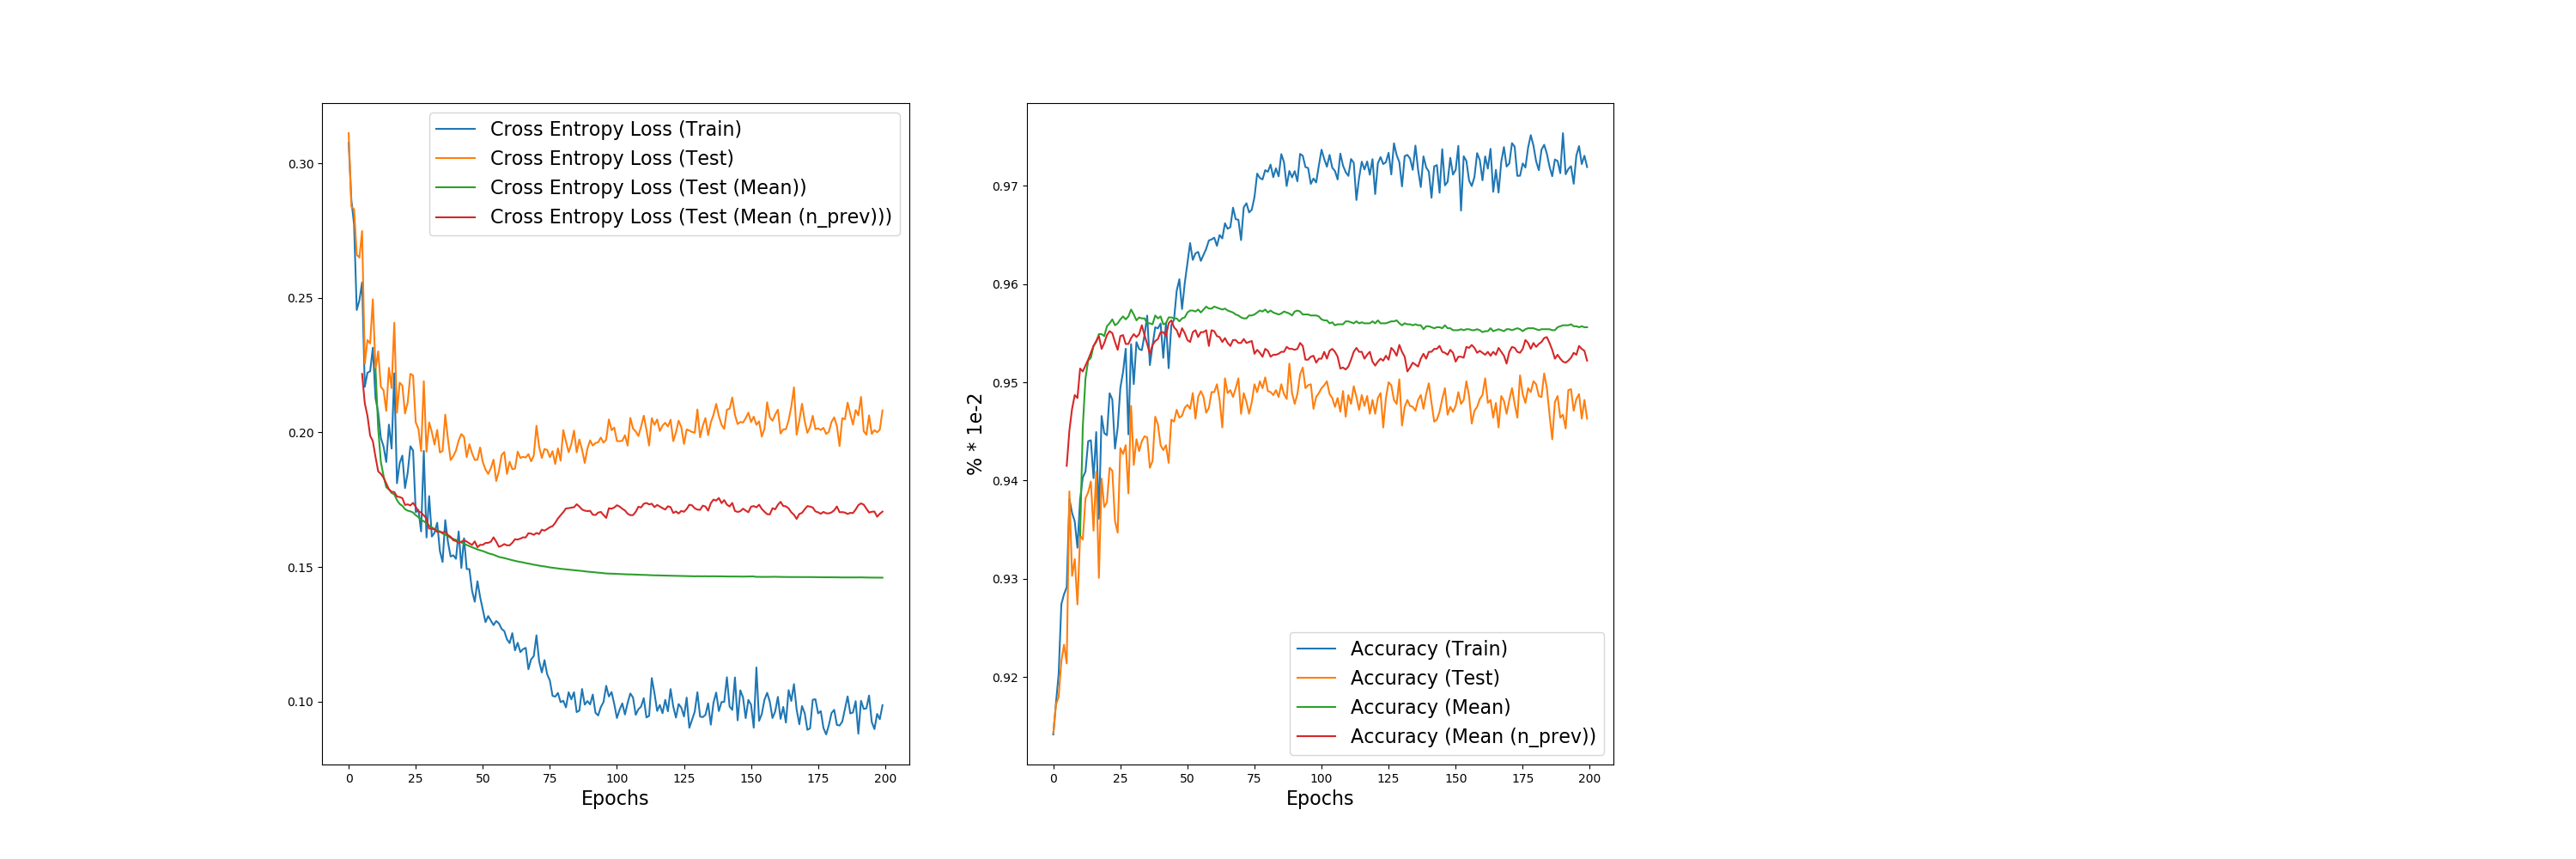 Cross Entropy Loss (Train)
Cross Entropy Loss (Test)
Cross Entropy Loss (Test (Mean))
Cross Entropy Loss (Test (Mean (n_prev)))
0.30
0.25
0.20
0.15
0.10
0 25 50 75 100 125 150 175 200
Epochs
% * 1e-2
0.97
0.96
0.95
0.94
0.93
0.92
Accuracy (Train)
Accuracy (Test)
Accuracy (Mean)
Accuracy (Mean (n_prev))
0 25 50 75 100 125 150 175 200
Epochs